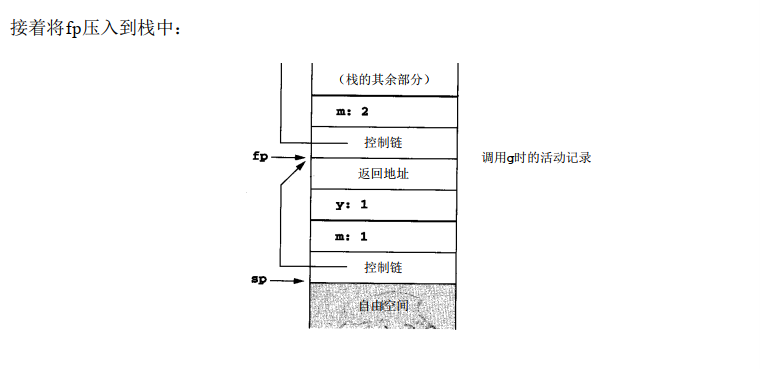 接着将fp压入到栈中：
（栈的其余部分）
m: 2
控制链
fp
调用g时的活动记录
返回地址
y: 1
m: 1
控制链
sp
自由空间